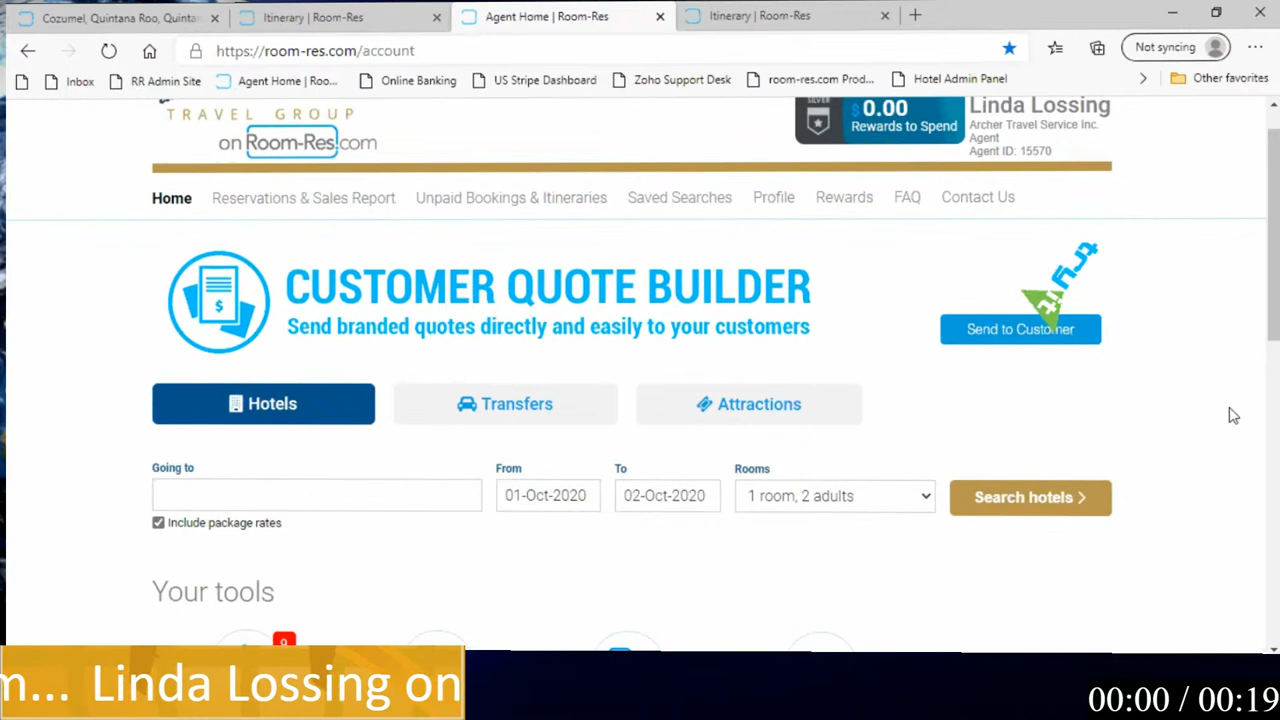 Cozumel, Quintana Roo, Quinta
Itinerary | Room-Res
Agent Home | Room-Res
Itinerary | Room-Res
https://room-res.com/account
Not syncing
Inbox
RR Admin Site
Agent Home | Roo...
Online Banking
US Stripe Dashboard
Zoho Support Desk
room-res.com Prod...
Hotel Admin Panel
Other favorites
TRAVEL GROUP
on Room-Res.com
SILVER
$0.00
Rewards to Spend
Linda Lossing
Archer Travel Service Inc.
Agent
Agent ID: 15570
Home
Reservations & Sales Report
Unpaid Bookings & Itineraries
Saved Searches
Profile
Rewards
FAQ
Contact Us
CUSTOMER QUOTE BUILDER
Send branded quotes directly and easily to your customers
try it
Send to Customer
Hotels
Transfers
Attractions
Going to
From
To
Rooms
01-Oct-2020
02-Oct-2020
1 room, 2 adults
Search hotels
Include package rates
Your tools
m... Linda Lossing on
00:00 / 00:19